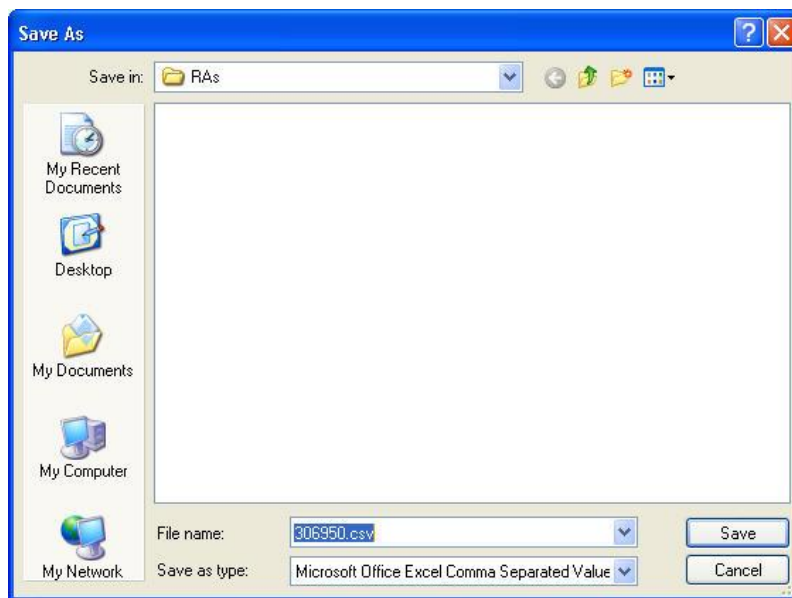 Save As
Save in:
RAs
My Recent
Documents
Desktop
My Documents
My Computer
My Network
File name:
306950.csv
Save
Save as type:
Microsoft Office Excel Comma Separated Value
Cancel